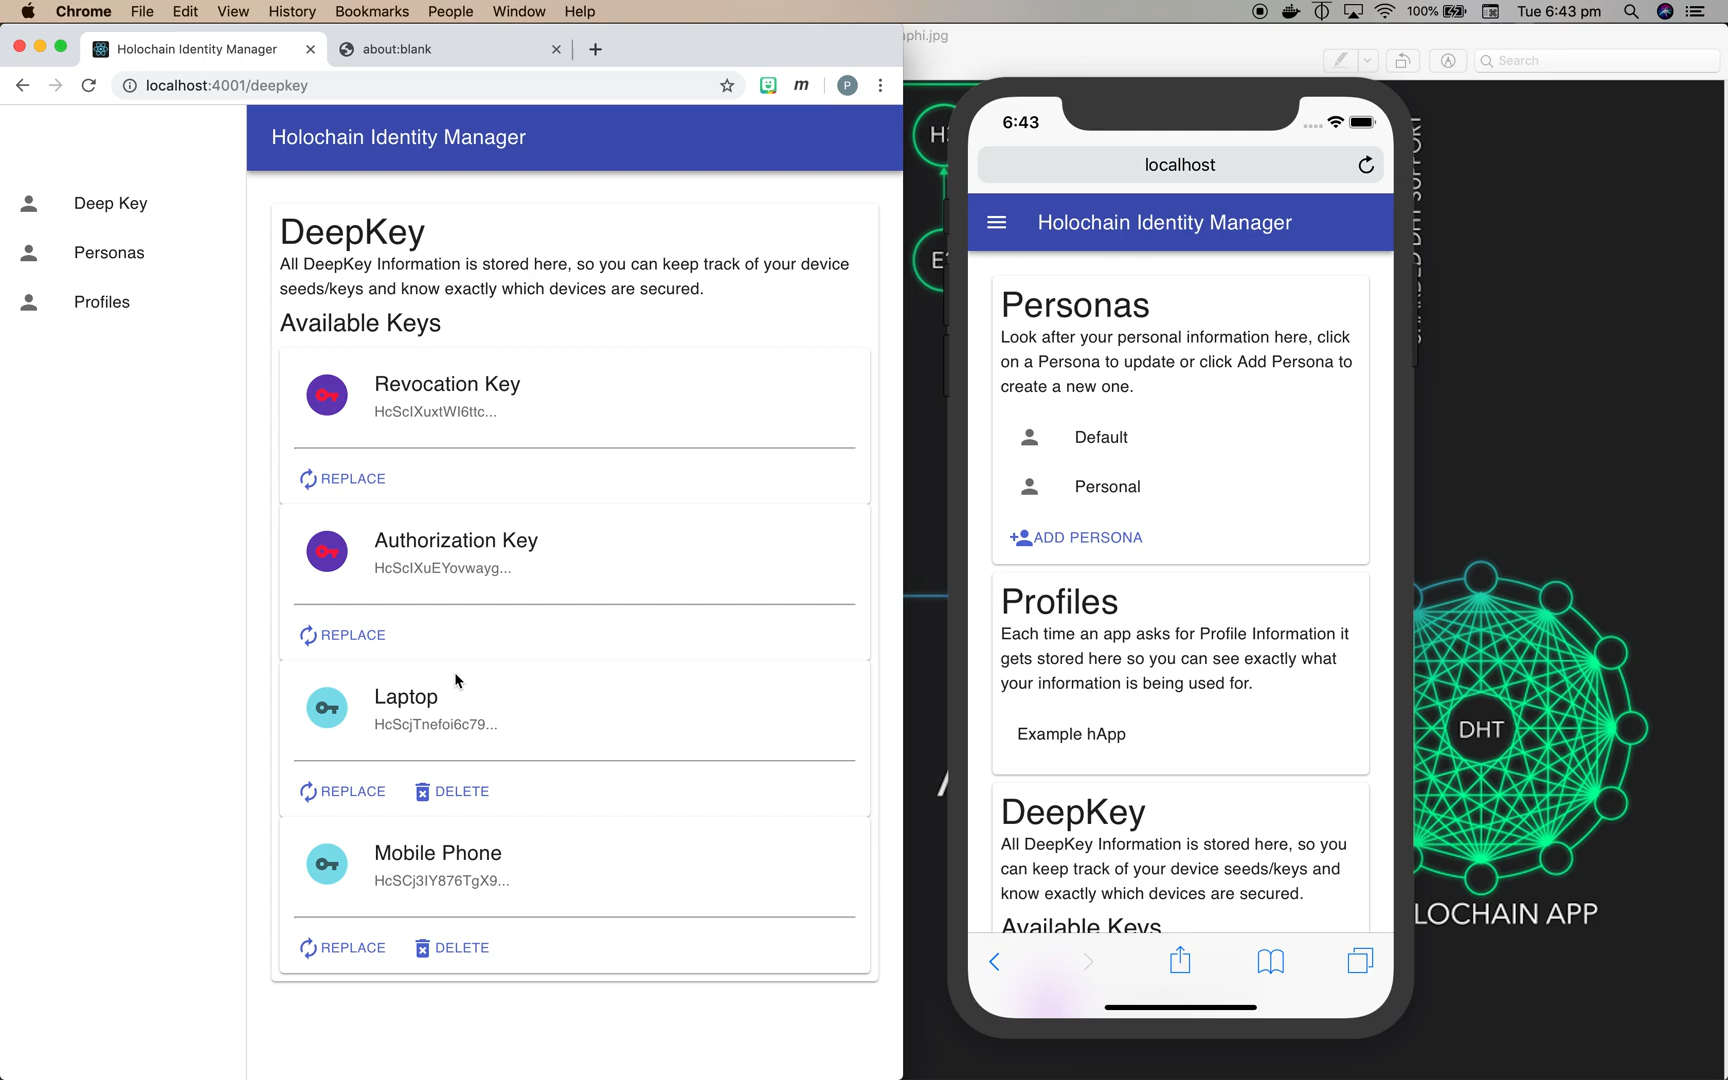 Chrome File Edit View History Bookmarks People Window Help
100% Tue 6:43 pm
Holochain Identity Manager
about:blank
localhost:4001/deepkey
P
Deep Key
Personas
Profiles
Holochain Identity Manager
DeepKey
All DeepKey Information is stored here, so you can keep track of your device
seeds/keys and know exactly which devices are secured.
Available Keys
Revocation Key
HcScIXuxtWI6ttc...
REPLACE
Authorization Key
HcScIXuEYovwayg...
REPLACE
Laptop
HcScjTnefoi6c79...
REPLACE DELETE
Mobile Phone
HcSCj3IY876TgX9...
REPLACE DELETE
aphi.jpg
Search
6:43
localhost
Holochain Identity Manager
Personas
Look after your personal information here, click
on a Persona to update or click Add Persona to
create a new one.
Default
Personal
ADD PERSONA
Profiles
Each time an app asks for Profile Information it
gets stored here so you can see exactly what
your information is being used for.
Example hApp
DeepKey
All DeepKey Information is stored here, so you
can keep track of your device seeds/keys and
know exactly which devices are secured.
Available Keys
DHT SUPPORT
DHT
LOCHAIN APP